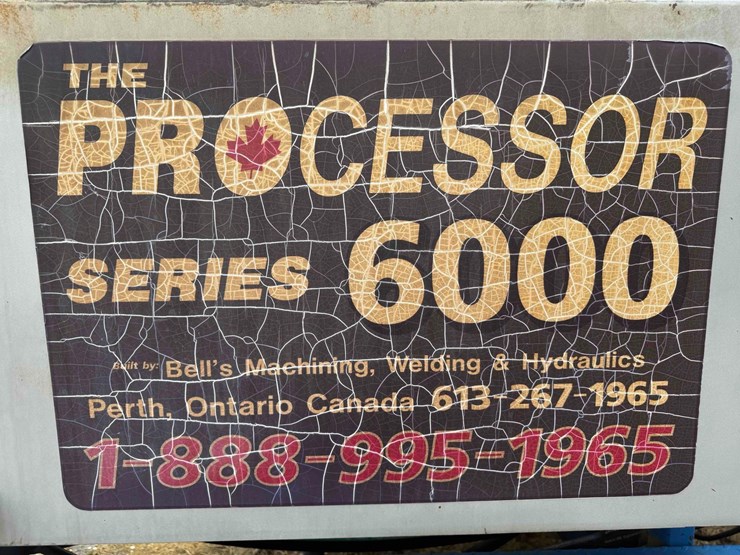 THE
PROCESSOR
SERIES 6000
Built by: Bell's Machining, Welding & Hydraulics
Perth, Ontario Canada 613-267-1965
1-888-995-1965